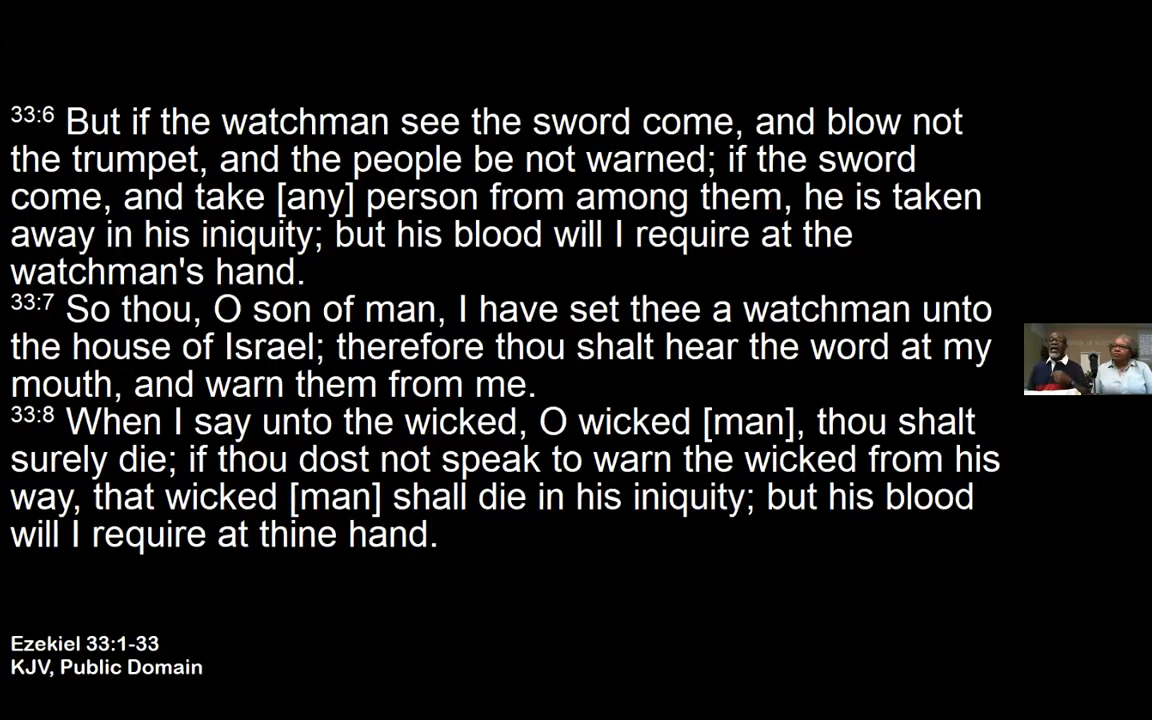 33:6 But if the watchman see the sword come, and blow not
the trumpet, and the people be not warned; if the sword
come, and take [any] person from among them, he is taken
away in his iniquity; but his blood will I require at the
watchman's hand.
33:7 So thou, O son of man, I have set thee a watchman unto
the house of Israel; therefore thou shalt hear the word at my
mouth, and warn them from me.
33:8 When I say unto the wicked, O wicked [man], thou shalt
surely die; if thou dost not speak to warn the wicked from his
way, that wicked [man] shall die in his iniquity; but his blood
will I require at thine hand.
Ezekiel 33:1-33
KJV, Public Domain